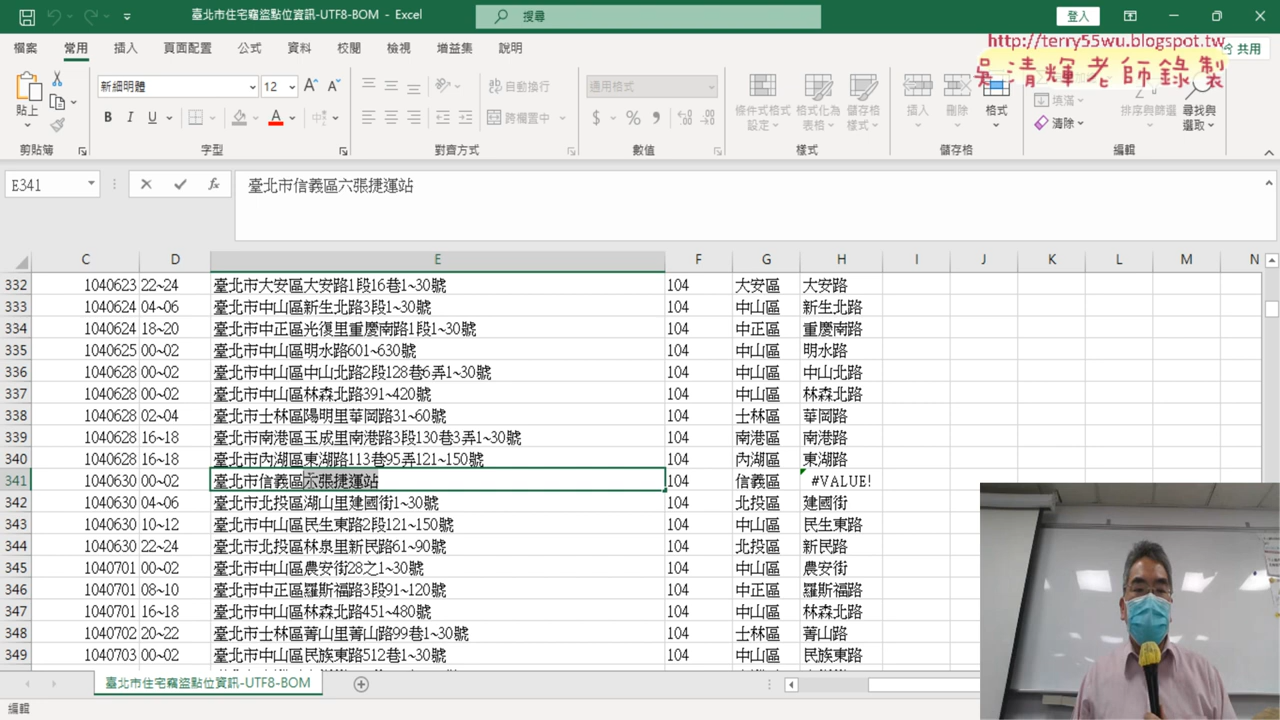 臺北市住宅竊盜點位資訊-UTF8-BOM - Excel
搜尋
登入
檔案 常用 插入 頁面配置 公式 資料 校閱 檢視 增益集 說明
共用
http://terry55wu.blogspot.tw
吳清輝老師錄製
貼上
新細明體 12
B I U
自動換行
跨欄置中
通用格式
條件式格式設定
格式化為表格
儲存格樣式
插入 刪除 格式
填滿
清除
排序與篩選
尋找與選取
剪貼簿 字型 對齊方式 數值 樣式 儲存格 編輯
E341 fx 臺北市信義區六張捷運站
C D E F G H I J K L M N
332 1040623 22~24 臺北市大安區大安路1段16巷1~30號 104 大安區 大安路
333 1040624 04~06 臺北市中山區新生北路3段1~30號 104 中山區 新生北路
334 1040624 18~20 臺北市中正區光復里重慶南路1段1~30號 104 中正區 重慶南路
335 1040625 00~02 臺北市中山區明水路601~630號 104 中山區 明水路
336 1040628 00~02 臺北市中山區中山北路2段128巷6弄1~30號 104 中山區 中山北路
337 1040628 00~02 臺北市中山區林森北路391~420號 104 中山區 林森北路
338 1040628 02~04 臺北市士林區陽明里華岡路31~60號 104 士林區 華岡路
339 1040628 16~18 臺北市南港區玉成里南港路3段130巷3弄1~30號 104 南港區 南港路
340 1040628 16~18 臺北市內湖區東湖路113巷95弄121~150號 104 內湖區 東湖路
341 1040630 00~02 臺北市信義區六張捷運站 104 信義區 #VALUE!
342 1040630 04~06 臺北市北投區湖山里建國街1~30號 104 北投區 建國街
343 1040630 10~12 臺北市中山區民生東路2段121~150號 104 中山區 民生東路
344 1040630 22~24 臺北市北投區林泉里新民路61~90號 104 北投區 新民路
345 1040701 00~02 臺北市中山區農安街28之1~30號 104 中山區 農安街
346 1040701 08~10 臺北市中正區羅斯福路3段91~120號 104 中正區 羅斯福路
347 1040701 16~18 臺北市中山區林森北路451~480號 104 中山區 林森北路
348 1040702 20~22 臺北市士林區菁山里菁山路99巷1~30號 104 士林區 菁山路
349 1040703 00~02 臺北市中山區民族東路512巷1~30號 104 中山區 民族東路
臺北市住宅竊盜點位資訊-UTF8-BOM
編輯